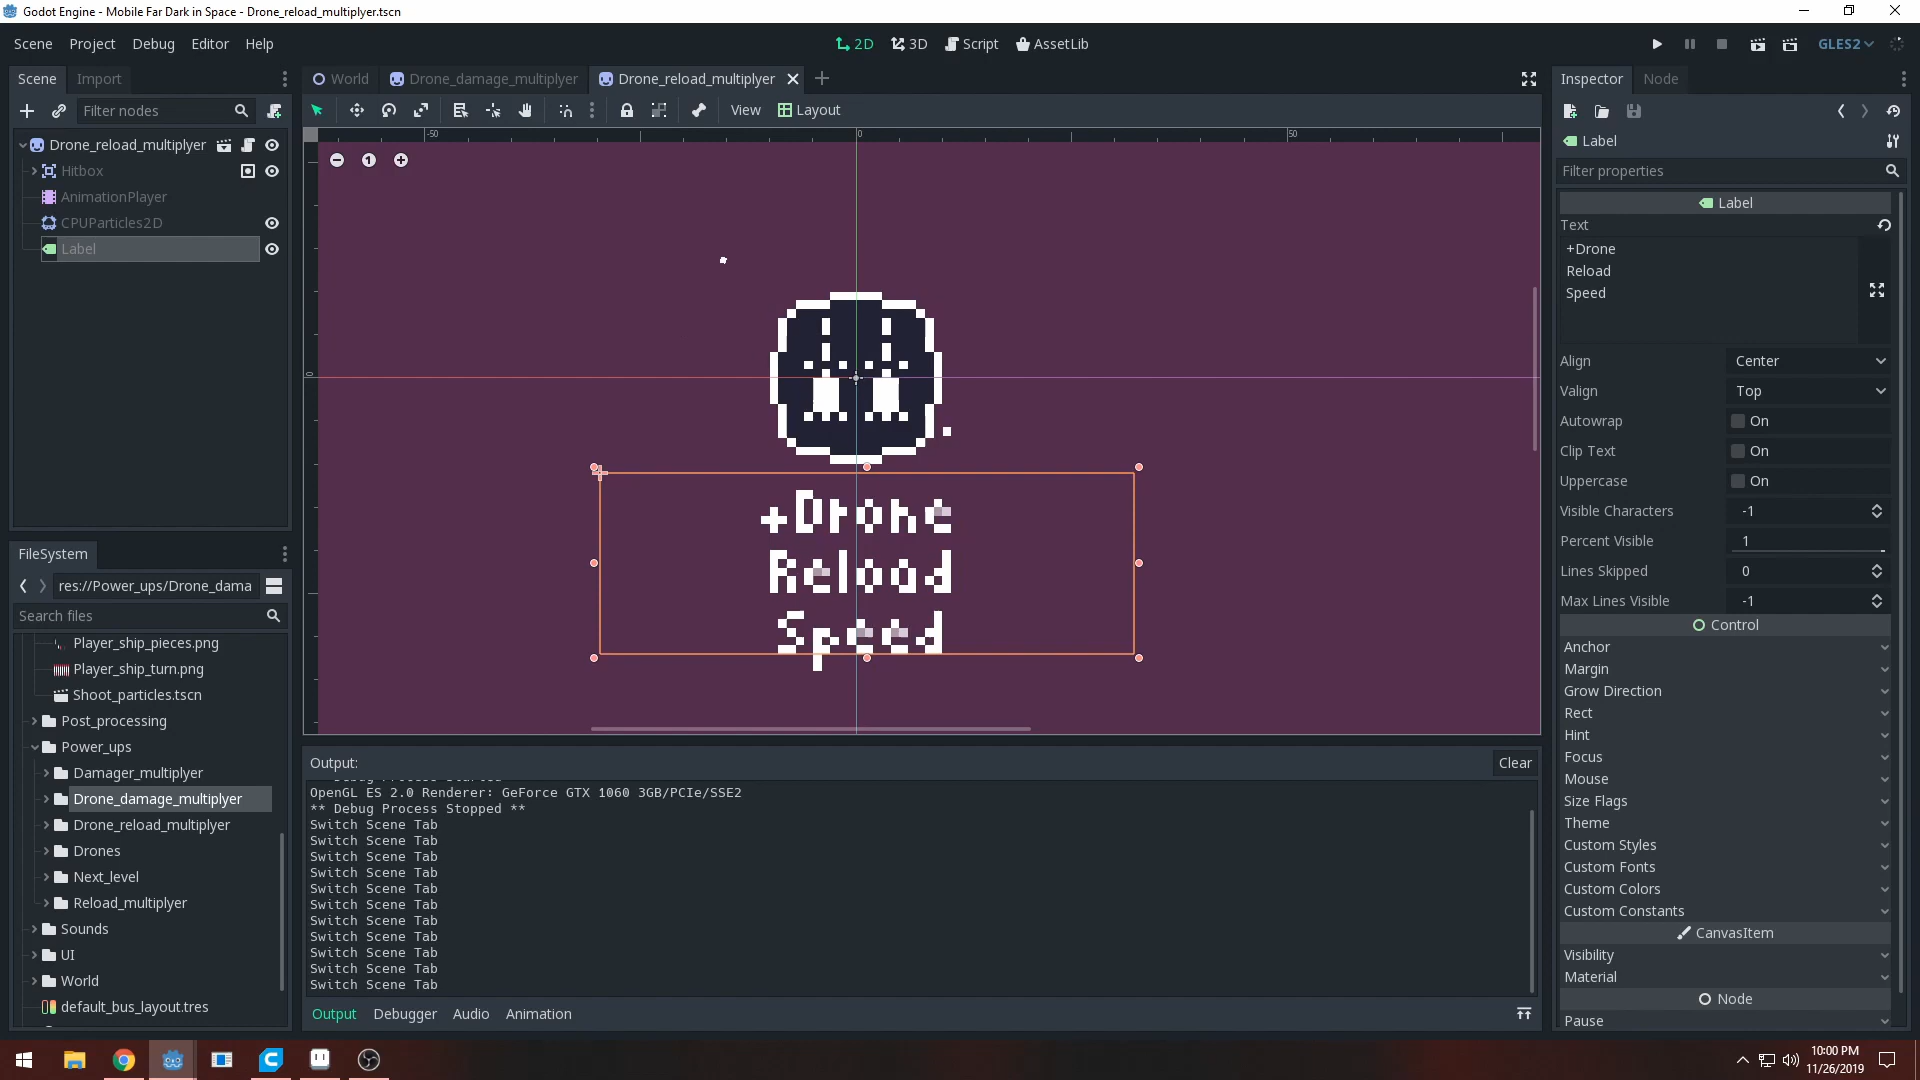 Godot Engine - Mobile Far Dark in Space - Drone_reload_multiplyer.tscn
Scene Project Debug Editor Help
2D 3D Script AssetLib
GLES2
Scene Import
World Drone_damage_multiplyer Drone_reload_multiplyer
Inspector Node
Filter nodes
View Layout
Drone_reload_multiplyer
Hitbox
AnimationPlayer
CPUParticles2D
Label
-50 0 50
1
0
+Drone
Reload
Speed
Label
Filter properties
Label
Text
+Drone
Reload
Speed
Align Center
Valign Top
Autowrap On
Clip Text On
Uppercase On
Visible Characters -1
Percent Visible 1
Lines Skipped 0
Max Lines Visible -1
Control
Anchor
Margin
Grow Direction
Rect
Hint
Focus
Mouse
Size Flags
Theme
Custom Styles
Custom Fonts
Custom Colors
Custom Constants
CanvasItem
Visibility
Material
Node
Pause
FileSystem
res://Power_ups/Drone_dama
Search files
Player_ship_pieces.png
Player_ship_turn.png
Shoot_particles.tscn
Post_processing
Power_ups
Damager_multiplyer
Drone_damage_multiplyer
Drone_reload_multiplyer
Drones
Next_level
Reload_multiplyer
Sounds
UI
World
default_bus_layout.tres
Output:
Clear
Debug Process Started
OpenGL ES 2.0 Renderer: GeForce GTX 1060 3GB/PCIe/SSE2
** Debug Process Stopped **
Switch Scene Tab
Switch Scene Tab
Switch Scene Tab
Switch Scene Tab
Switch Scene Tab
Switch Scene Tab
Switch Scene Tab
Switch Scene Tab
Switch Scene Tab
Switch Scene Tab
Switch Scene Tab
Output Debugger Audio Animation
10:00 PM
11/26/2019